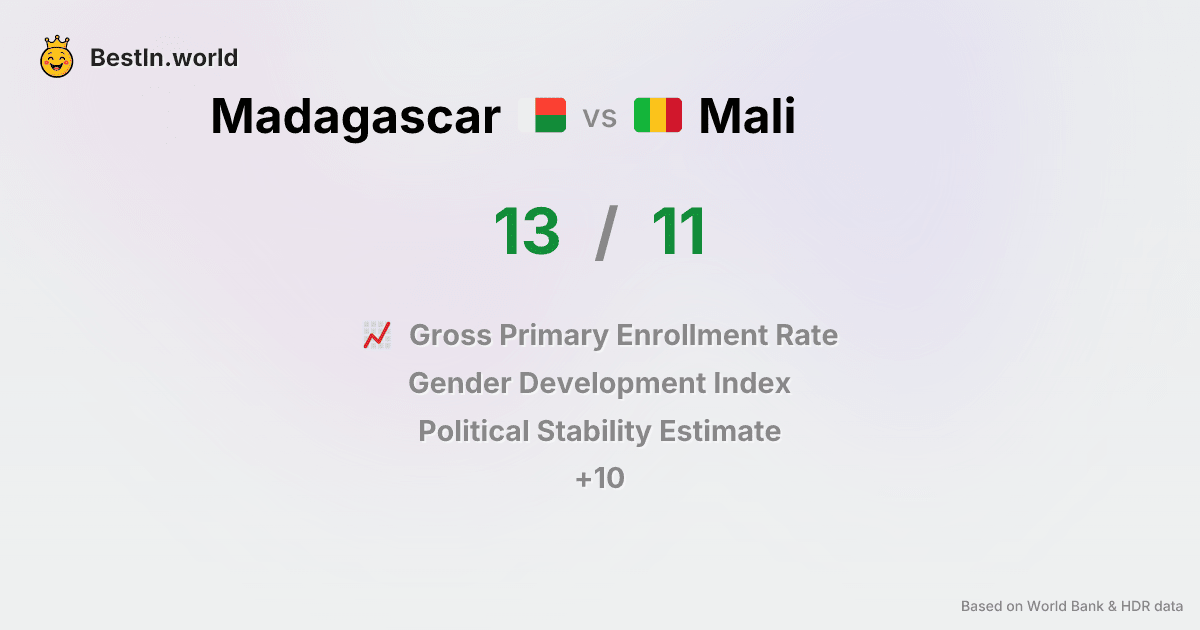 BestIn.world
Madagascar vs Mali
13 / 11
Gross Primary Enrollment Rate
Gender Development Index
Political Stability Estimate
+10
Based on World Bank & HDR data